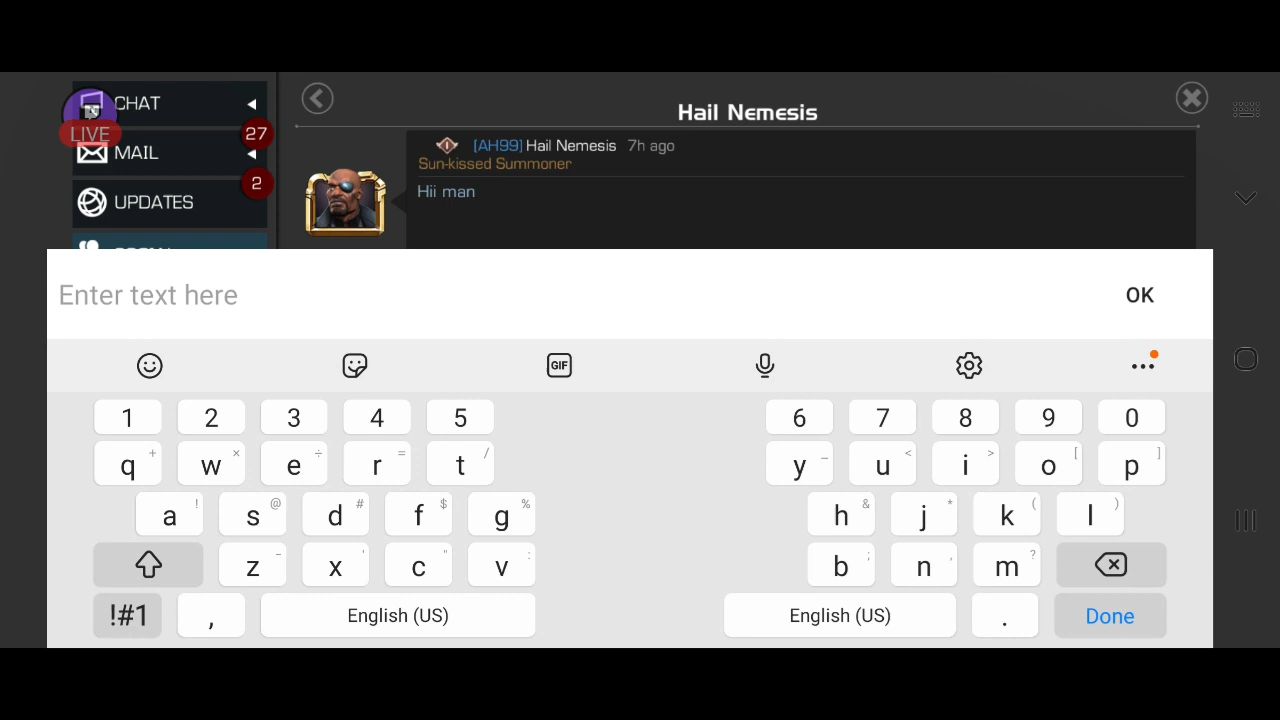 CHAT
LIVE
27
MAIL
2
UPDATES
Hail Nemesis
[AH99] Hail Nemesis 7h ago
Sun-kissed Summoner
Hii man
Enter text here
OK
GIF
1 2 3 4 5 6 7 8 9 0
q + w × e ÷ r = t / y _ u < i > o [ p ]
a ! s @ d # f $ g % h & j * k ( l )
z - x ' c " v : b ; n , m ?
!#1 , English (US) English (US) . Done